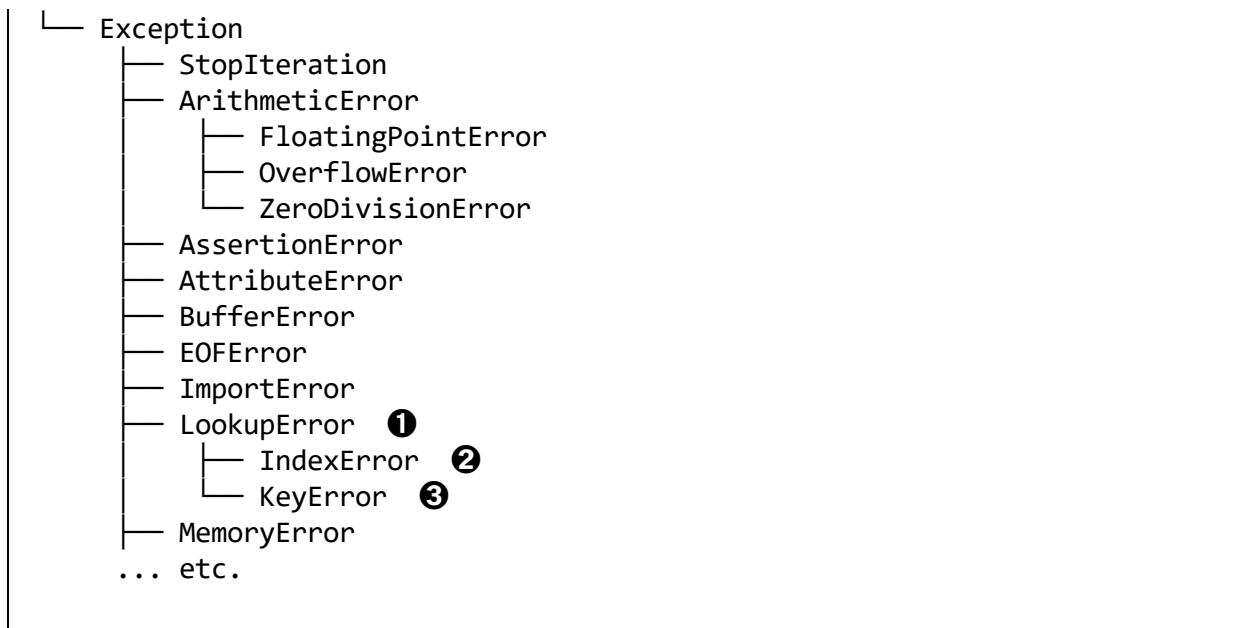 └── Exception
├── StopIteration
├── ArithmeticError
│ ├── FloatingPointError
│ ├── OverflowError
│ └── ZeroDivisionError
├── AssertionError
├── AttributeError
├── BufferError
├── EOFError
├── ImportError
├── LookupError ❶
│ ├── IndexError ❷
│ └── KeyError ❸
├── MemoryError
... etc.